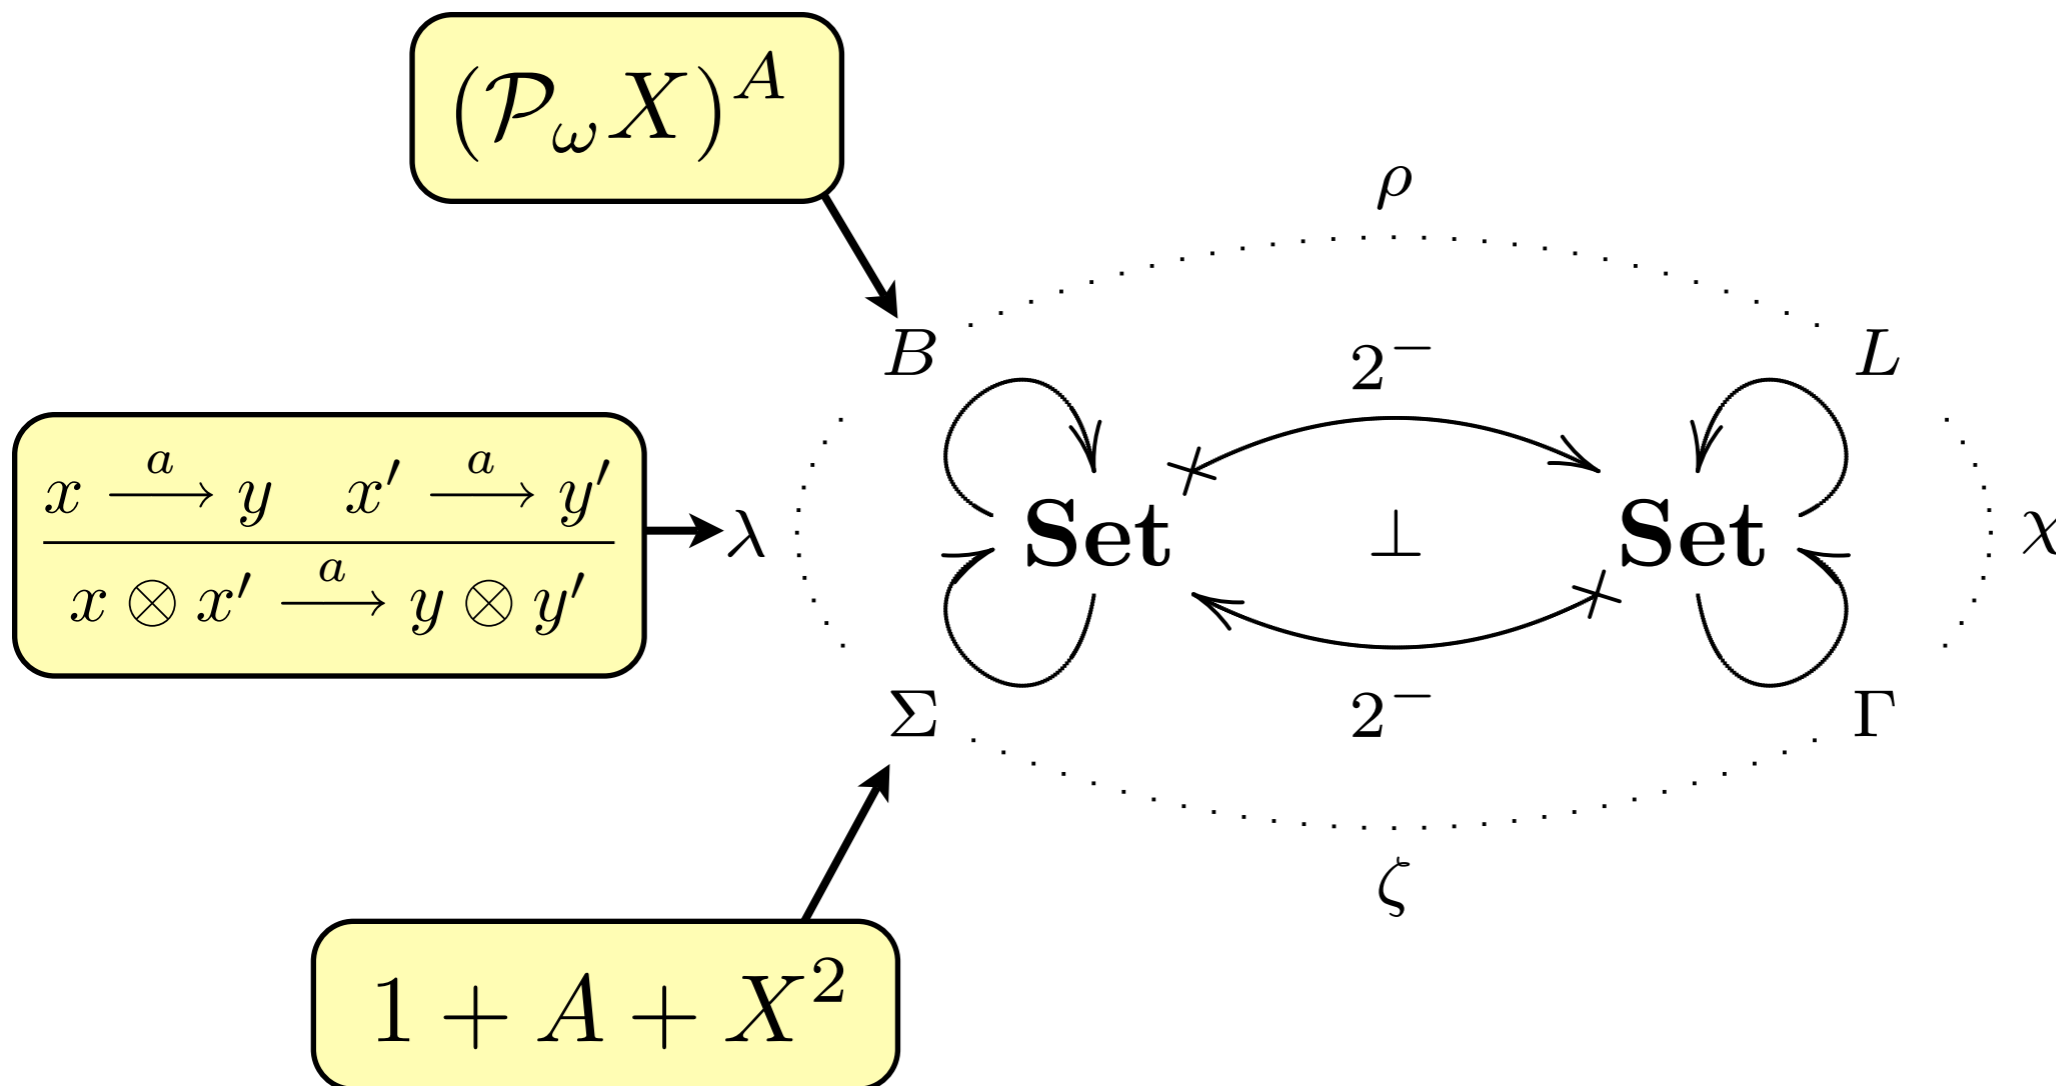 (𝒫_ω X)^A
ρ
B
2^−
L
x —a→ y   x′ —a→ y′
x ⊗ x′ —a→ y ⊗ y′
λ
Set
⊥
Set
χ
Σ
2^−
Γ
ζ
1 + A + X^2